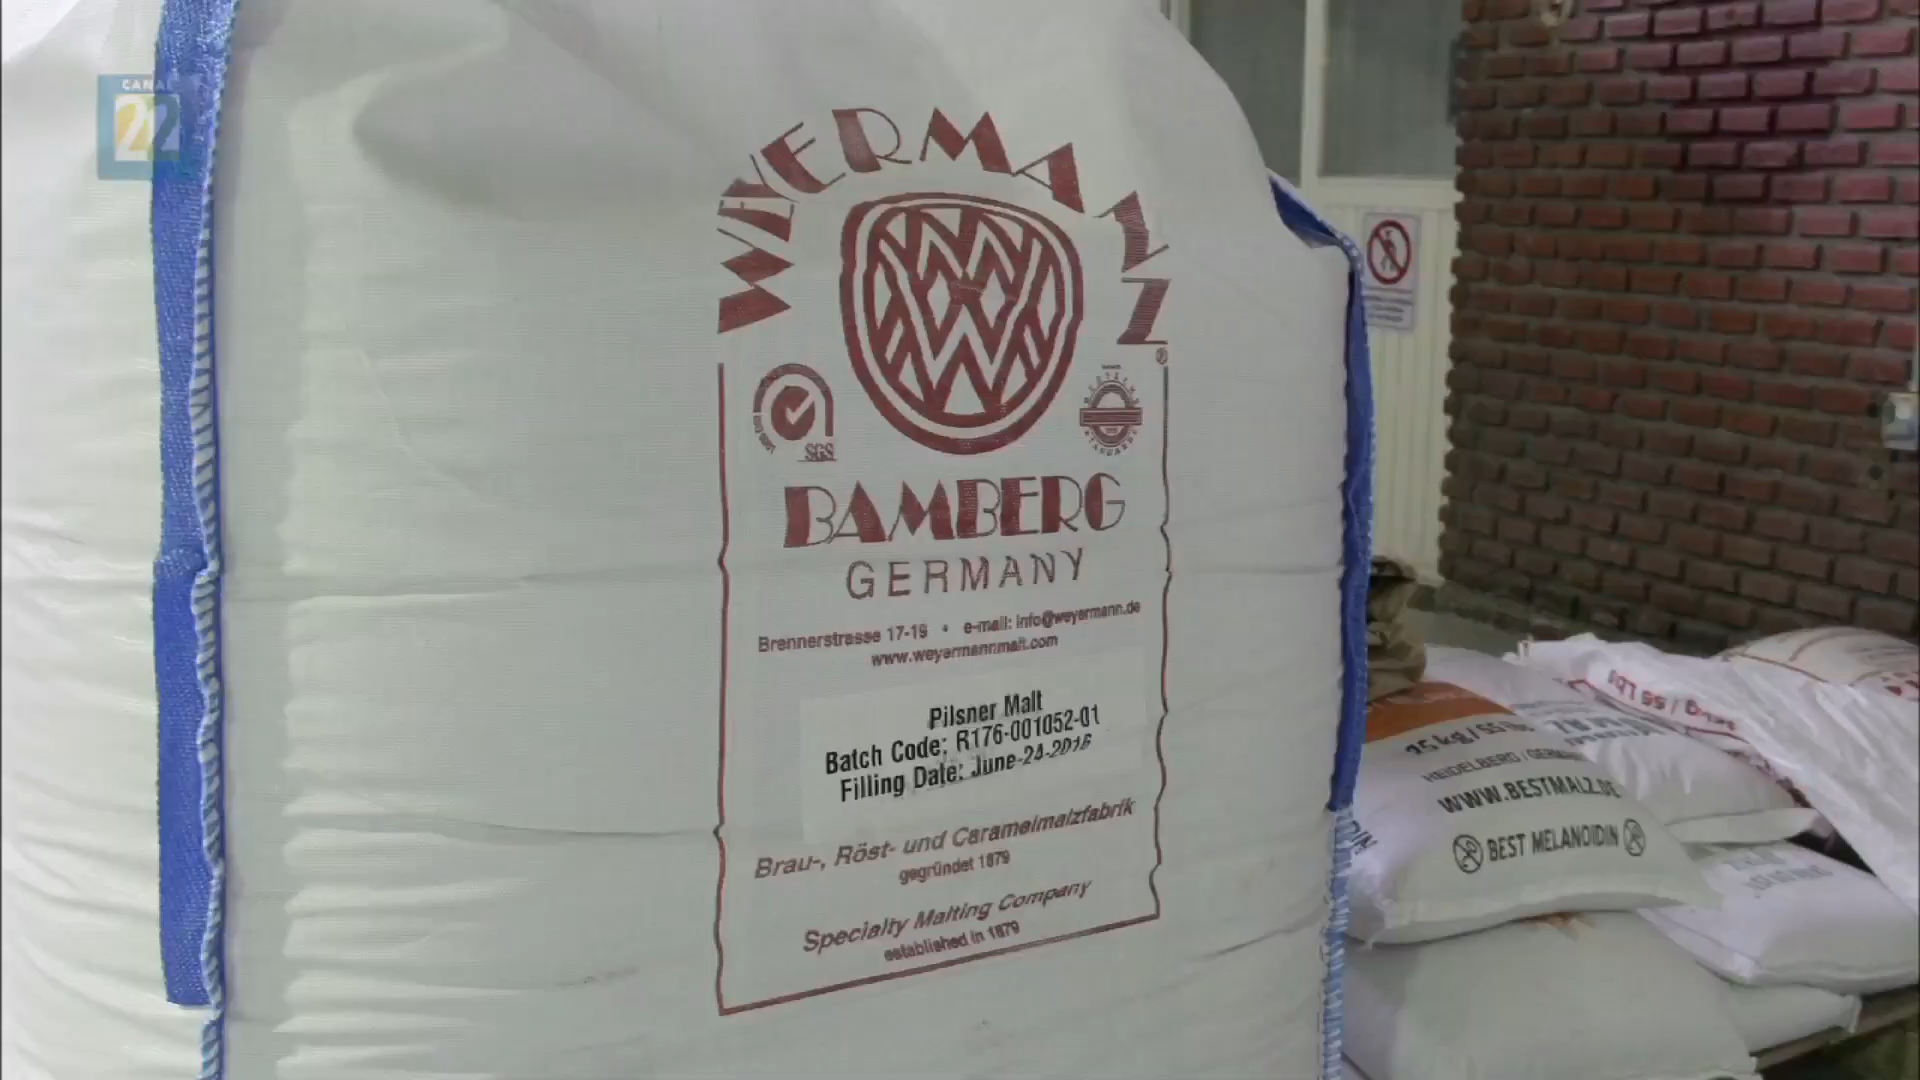 CANAL
22
WEYERMANN
®
SGS
BAMBERG
GERMANY
Brennerstrasse 17-19 • e-mail: info@weyermann.de
www.weyermannmalt.com
Pilsner Malt
Batch Code: R176-001052-01
Filling Date: June-24-2016
Brau-, Röst- und Caramelmalzfabrik
gegründet 1879
Specialty Malting Company
established in 1879
25 kg / 55 lbs
HEIDELBERG / GERMANY
WWW.BESTMALZ.DE
BEST MELANOIDIN